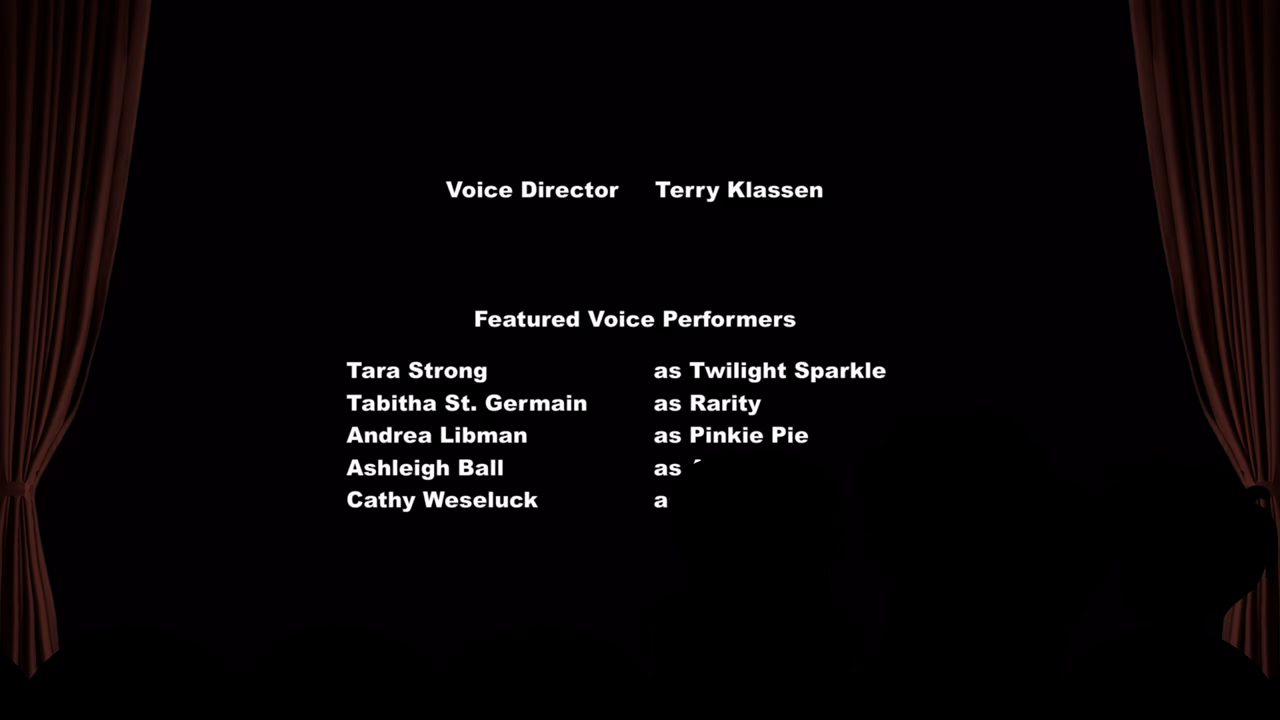 Voice Director Terry Klassen
Featured Voice Performers
Tara Strong as Twilight Sparkle
Tabitha St. Germain as Rarity
Andrea Libman as Pinkie Pie
Ashleigh Ball as
Cathy Weseluck